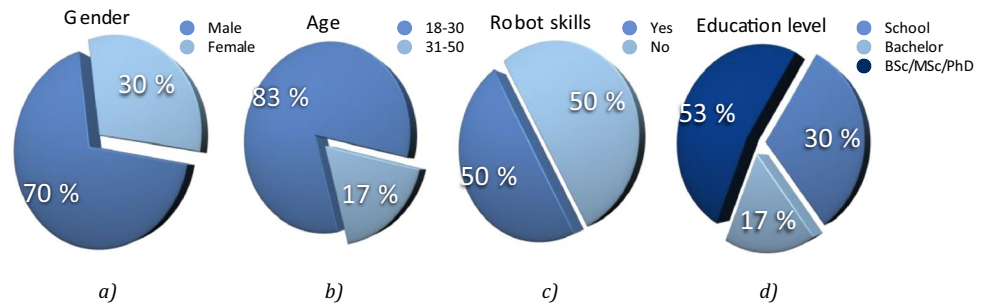 Gender
Male
Female
30 %
70 %
a)
Age
18-30
31-50
83 %
17 %
b)
Robot skills
Yes
No
50 %
50 %
c)
Education level
School
Bachelor
BSc/MSc/PhD
53 %
30 %
17 %
d)